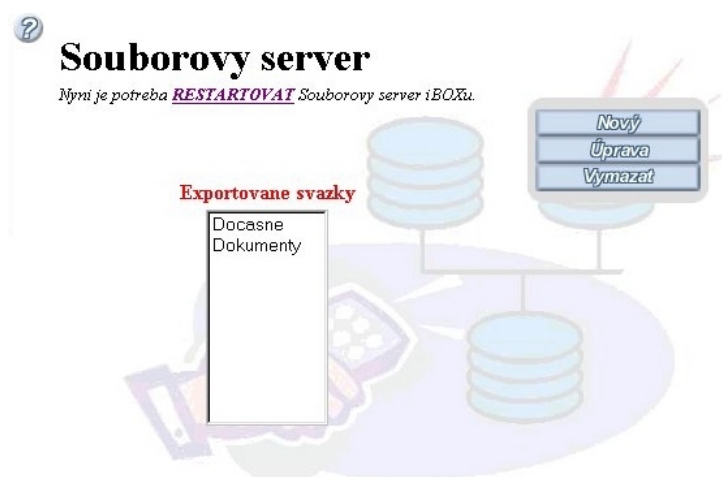 ?
Souborovy server
Nyni je potreba RESTARTOVAT Souborovy server iBOXu.
Nový
Úprava
Vymazat
Exportovane svazky
Docasne
Dokumenty